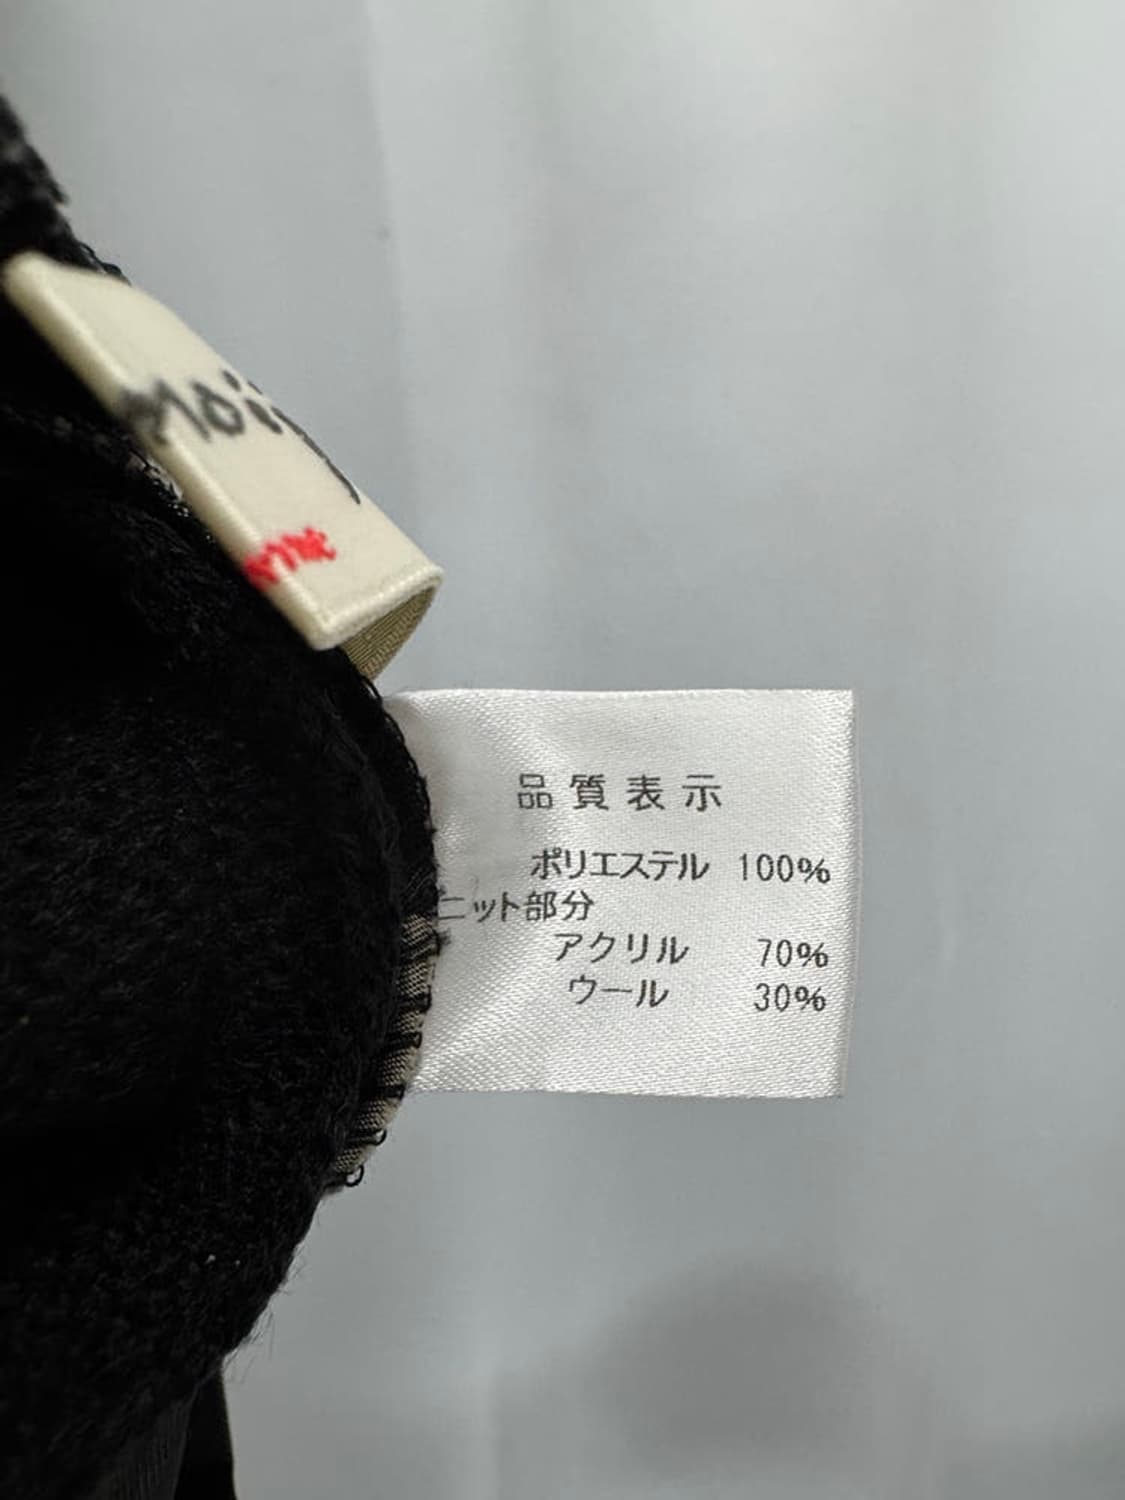 品質表示
ポリエステル 100%
ニット部分
アクリル 70%
ウール 30%